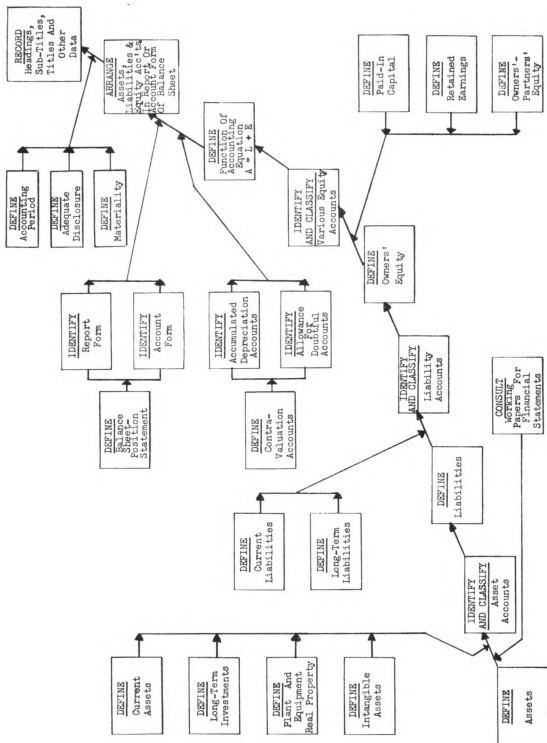 RECORD
Headings,
Sub-Titles,
Titles And
Other
Data
ARRANGE
Assets,
Liabilities &
Equity Acc'ts
In Report Or
Account Form
Of Balance
Sheet
DEFINE
Accounting
Period
DEFINE
Adequate
Disclosure
DEFINE
Materiality
DEFINE
Function Of
Accounting
Equation
A = L + E
IDENTIFY
AND CLASSIFY
Various Equity
Accounts
DEFINE
Paid-In
Capital
DEFINE
Retained
Earnings
DEFINE
Owners'-
Partners'
Equity
IDENTIFY
Report
Form
IDENTIFY
Account
Form
DEFINE
Balance
Sheet-
Position
Statement
IDENTIFY
Accumulated
Depreciation
Accounts
IDENTIFY
Allowance
For
Doubtful
Accounts
DEFINE
Contra-
Valuation
Accounts
DEFINE
Owners'
Equity
IDENTIFY
AND CLASSIFY
Liability
Accounts
DEFINE
Current
Liabilities
DEFINE
Long-Term
Liabilities
DEFINE
Liabilities
CONSULT
Working
Papers For
Financial
Statements
IDENTIFY
AND CLASSIFY
Asset
Accounts
DEFINE
Current
Assets
DEFINE
Long-Term
Investments
DEFINE
Plant And
Equipment
Real Property
DEFINE
Intangible
Assets
DEFINE
Assets